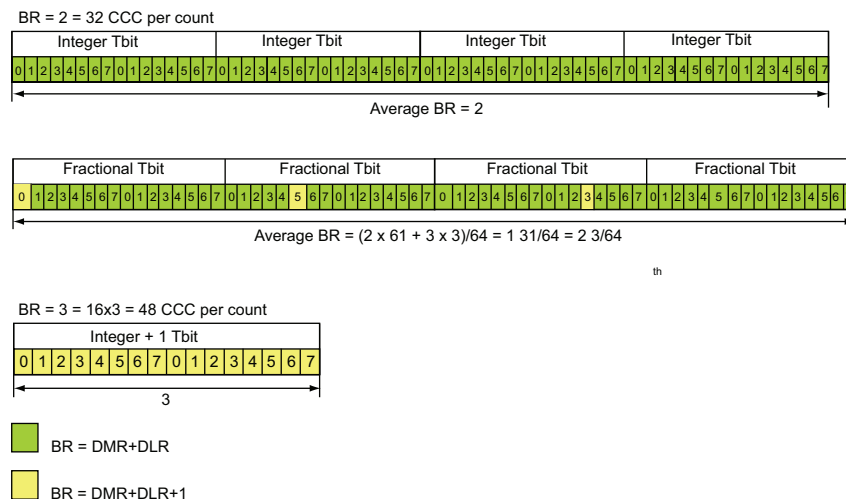 BR = 2 = 32 CCC per count
Integer Tbit Integer Tbit Integer Tbit Integer Tbit
0 1 2 3 4 5 6 7 0 1 2 3 4 5 6 7 0 1 2 3 4 5 6 7 0 1 2 3 4 5 6 7 0 1 2 3 4 5 6 7 0 1 2 3 4 5 6 7 0 1 2 3 4 5 6 7 0 1 2 3 4 5 6 7
Average BR = 2
Fractional Tbit Fractional Tbit Fractional Tbit Fractional Tbit
0 1 2 3 4 5 6 7 0 1 2 3 4 5 6 7 0 1 2 3 4 5 6 7 0 1 2 3 4 5 6 7 0 1 2 3 4 5 6 7 0 1 2 3 4 5 6 7 0 1 2 3 4 5 6 7 0 1 2 3 4 5 6
Average BR = (2 x 61 + 3 x 3)/64 = 1 31/64 = 2 3/64
th
BR = 3 = 16x3 = 48 CCC per count
Integer + 1 Tbit
0 1 2 3 4 5 6 7 0 1 2 3 4 5 6 7
3
BR = DMR+DLR
BR = DMR+DLR+1